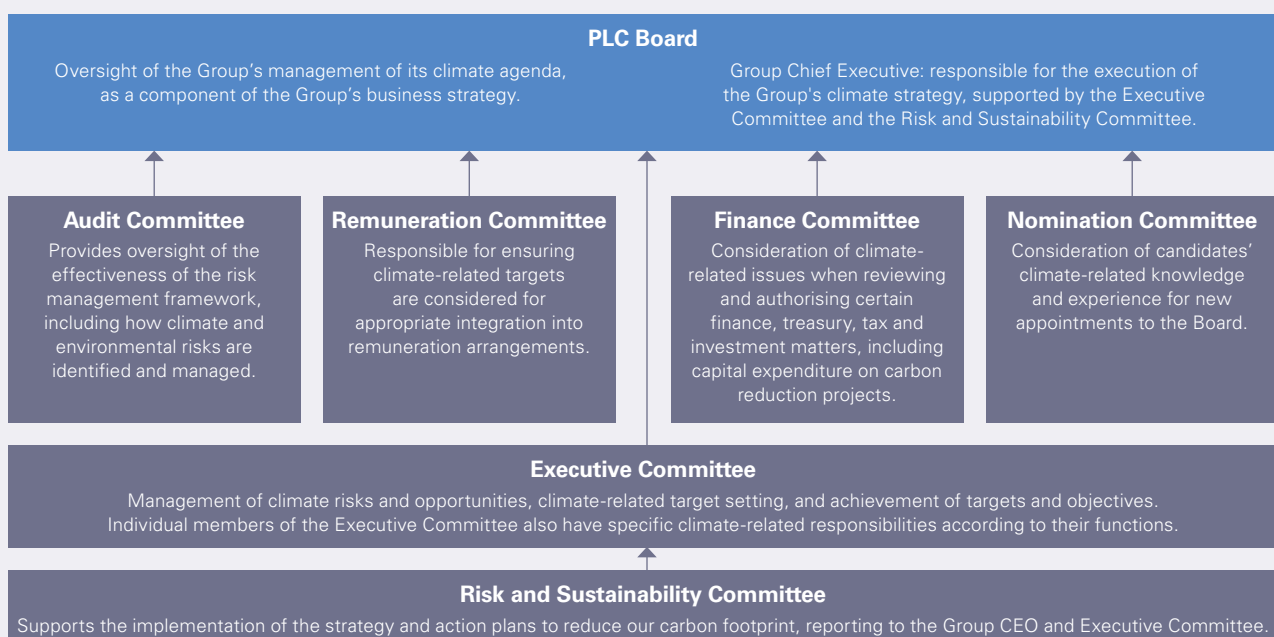 PLC Board
Oversight of the Group’s management of its climate agenda,
as a component of the Group’s business strategy.
Group Chief Executive: responsible for the execution of
the Group's climate strategy, supported by the Executive
Committee and the Risk and Sustainability Committee.
Audit Committee
Provides oversight of the
effectiveness of the risk
management framework,
including how climate and
environmental risks are
identified and managed.
Remuneration Committee
Responsible for ensuring
climate-related targets
are considered for
appropriate integration into
remuneration arrangements.
Finance Committee
Consideration of climate-
related issues when reviewing
and authorising certain
finance, treasury, tax and
investment matters, including
capital expenditure on carbon
reduction projects.
Nomination Committee
Consideration of candidates’
climate-related knowledge
and experience for new
appointments to the Board.
Executive Committee
Management of climate risks and opportunities, climate-related target setting, and achievement of targets and objectives.
Individual members of the Executive Committee also have specific climate-related responsibilities according to their functions.
Risk and Sustainability Committee
Supports the implementation of the strategy and action plans to reduce our carbon footprint, reporting to the Group CEO and Executive Committee.